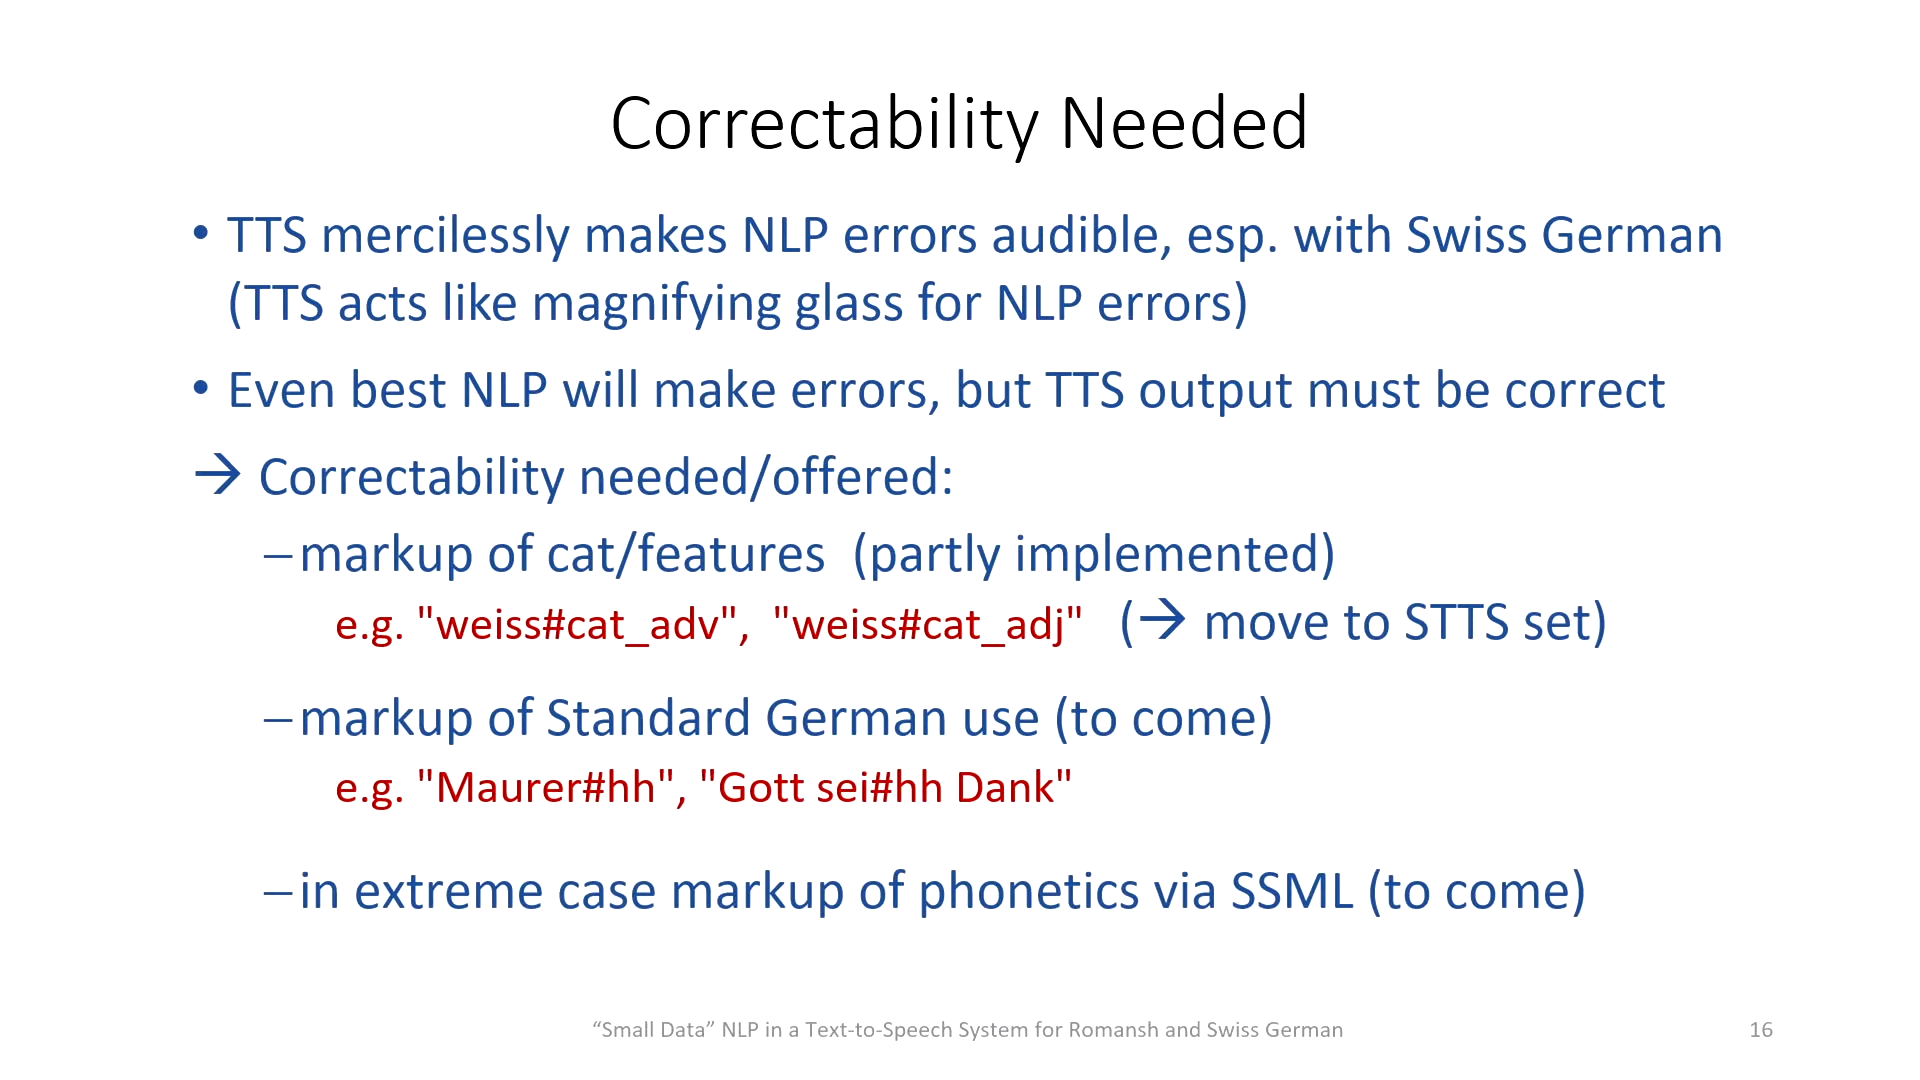 Correctability Needed
• TTS mercilessly makes NLP errors audible, esp. with Swiss German
(TTS acts like magnifying glass for NLP errors)
• Even best NLP will make errors, but TTS output must be correct
→ Correctability needed/offered:
–markup of cat/features (partly implemented)
e.g. "weiss#cat_adv", "weiss#cat_adj" (→ move to STTS set)
–markup of Standard German use (to come)
e.g. "Maurer#hh", "Gott sei#hh Dank"
–in extreme case markup of phonetics via SSML (to come)
“Small Data” NLP in a Text-to-Speech System for Romansh and Swiss German 16